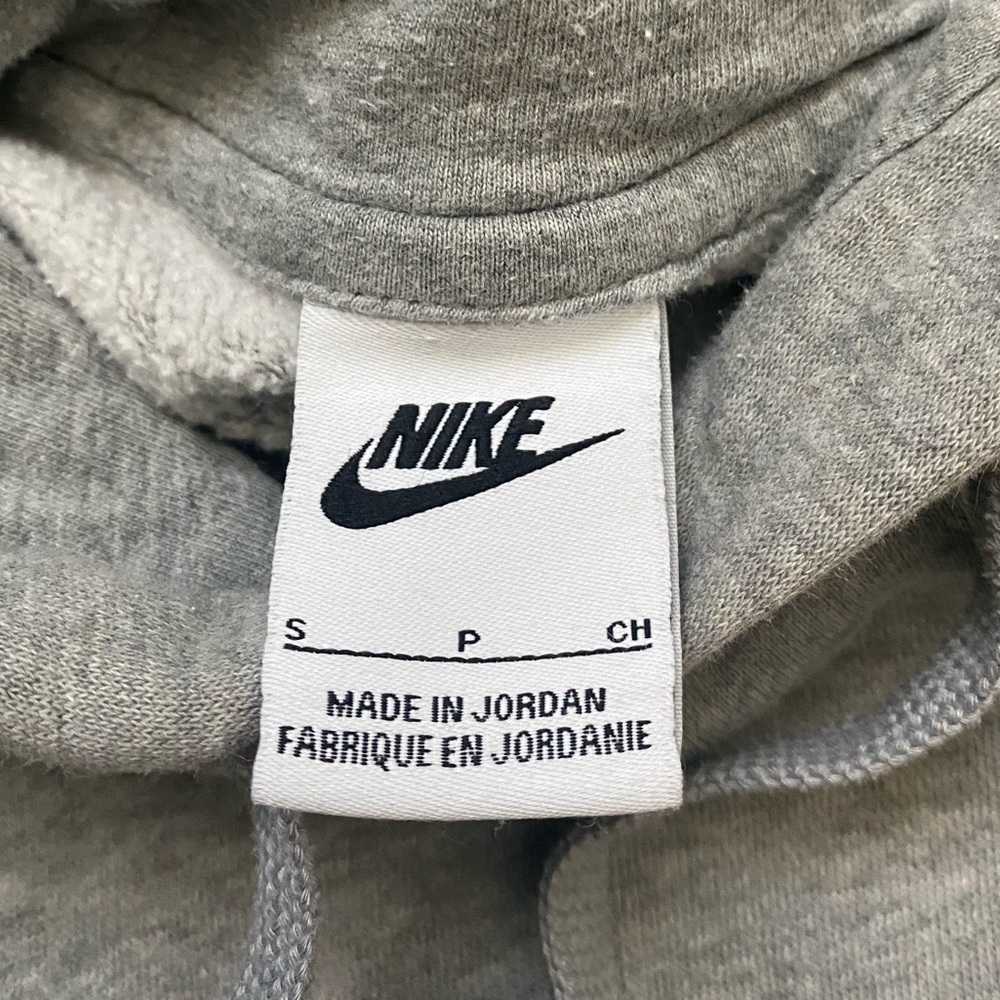 NIKE
S P CH
MADE IN JORDAN
FABRIQUE EN JORDANIE